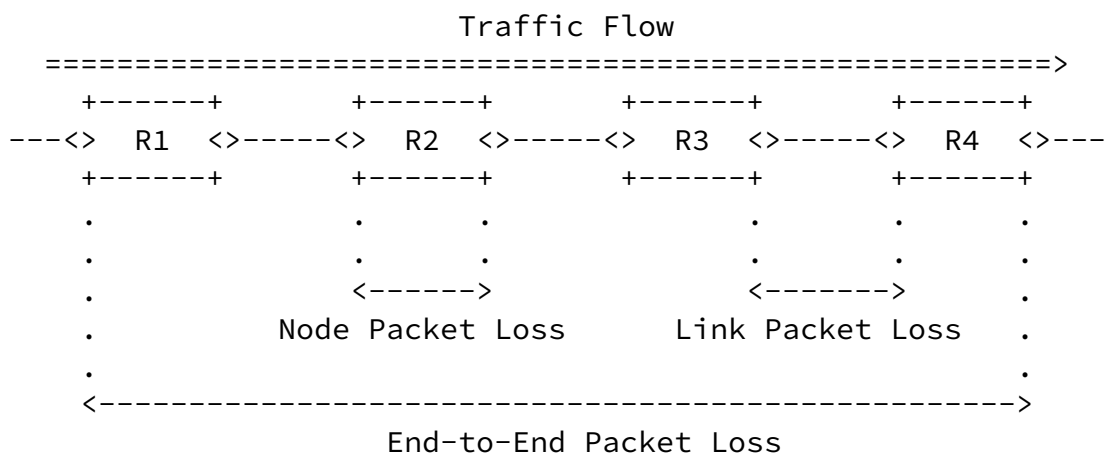 Traffic Flow
========================================================>
+------+       +------+       +------+       +------+
---<>  R1  <>-----<>  R2  <>-----<>  R3  <>-----<>  R4  <>---
+------+       +------+       +------+       +------+
.              .      .              .       .      .
.              .      .              .       .      .
.              <------>              <------->      .
.          Node Packet Loss      Link Packet Loss   .
.                                                   .
<--------------------------------------------------->
End-to-End Packet Loss